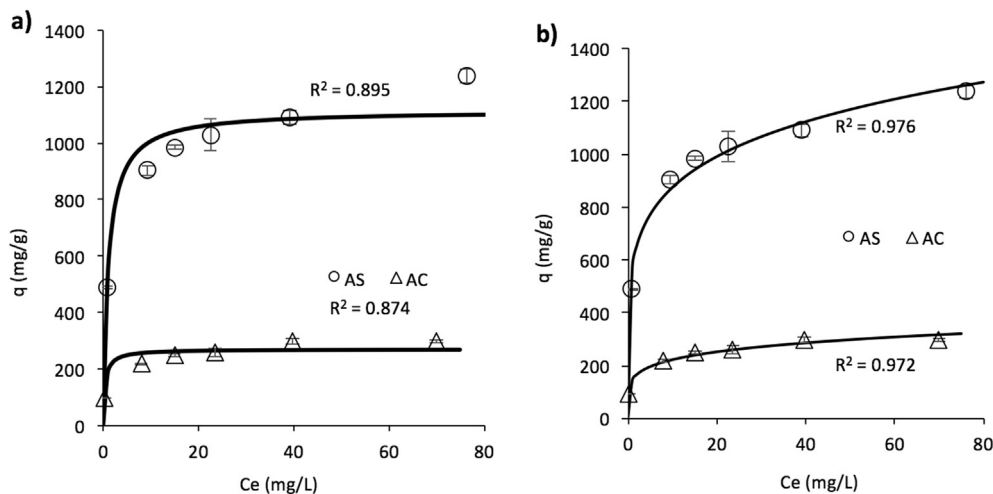 a)
q (mg/g)
1400
1200
1000
800
600
400
200
0
R² = 0.895
AS AC
R² = 0.874
0 20 40 60 80
Ce (mg/L)
b)
q (mg/g)
1400
1200
1000
800
600
400
200
0
R² = 0.976
AS AC
R² = 0.972
0 20 40 60 80
Ce (mg/L)